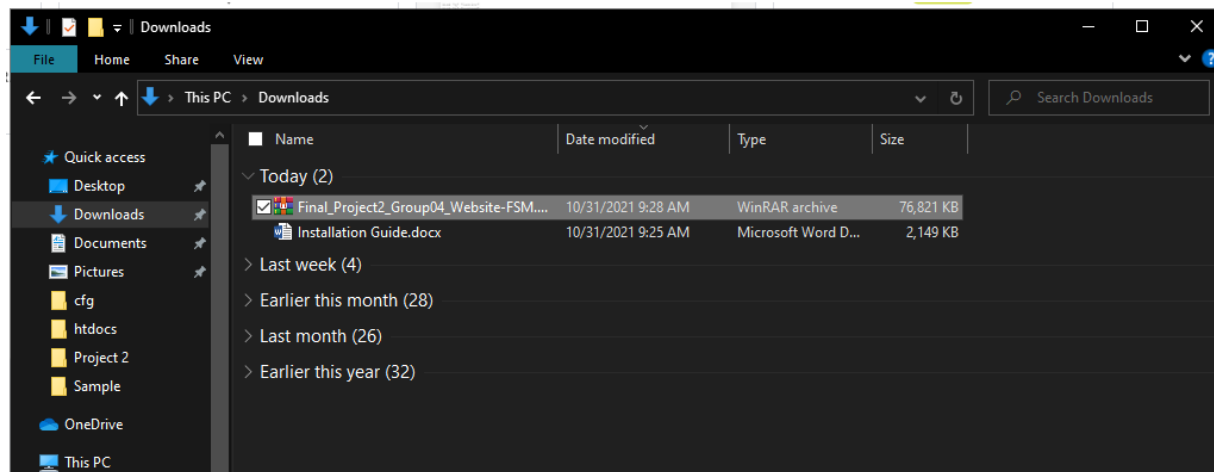 Downloads
File Home Share View
This PC Downloads Search Downloads
Name Date modified Type Size
Quick access
Today (2)
Desktop
Final_Project2_Group04_Website-FSM.... 10/31/2021 9:28 AM WinRAR archive 76,821 KB
Downloads
Installation Guide.docx 10/31/2021 9:25 AM Microsoft Word D... 2,149 KB
Documents
Last week (4)
Pictures
cfg
Earlier this month (28)
htdocs
Last month (26)
Project 2
Earlier this year (32)
Sample
OneDrive
This PC